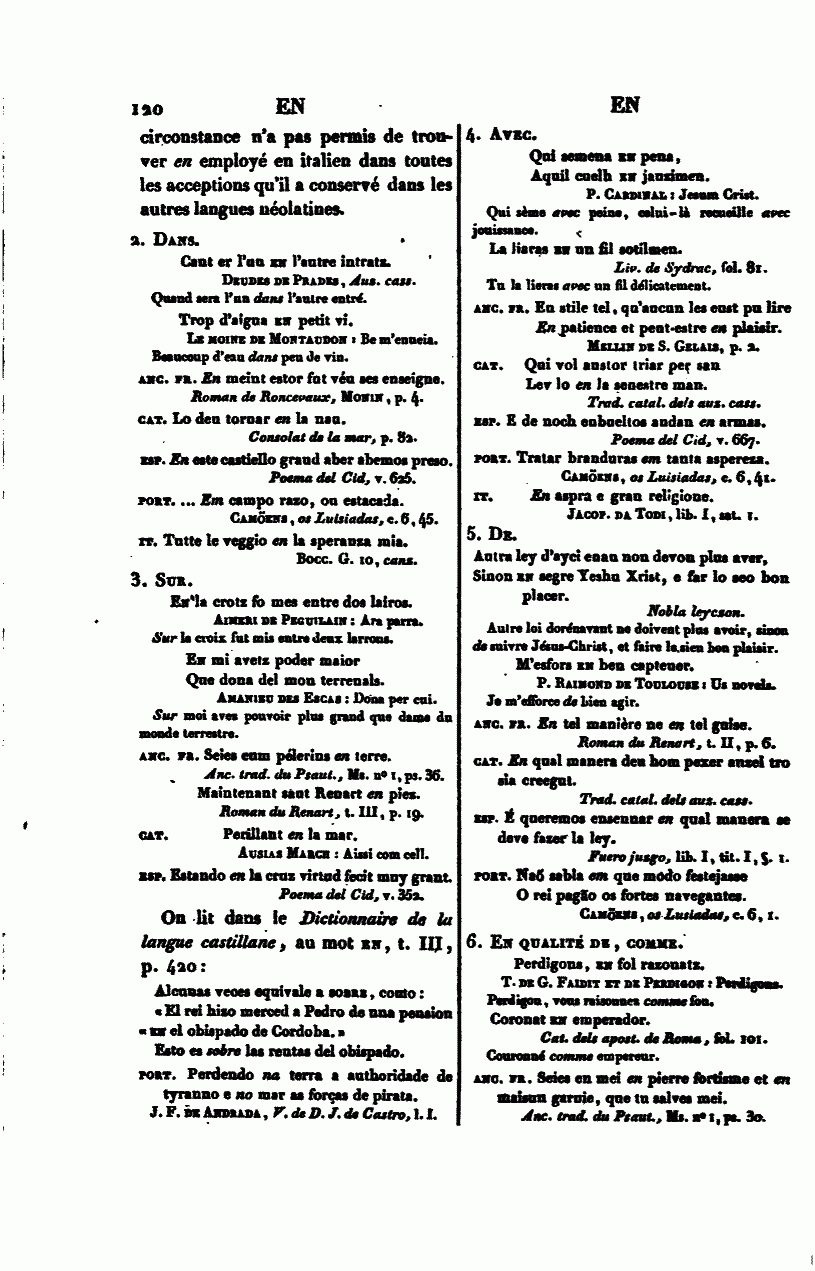 120 EN EN
circonstance n'a pas permis de trou-
ver en employé en italien dans toutes
les acceptions qu'il a conservé dans les
autres langues néolatines.
2. DANS.
Cant er l'un EN l'autre intratz.
DEUDES DE PRADES, Aus. cass.
Quand sera l'un dans l'autre entré.
Trop d'aigua EN petit vi.
LE MOINE DE MONTAUDON : Be m'enueia.
Beaucoup d'eau dans peu de vin.
ANC. FR. En meint estor fut véu ses enseigne.
Roman de Roncevaux, MONIN, p. 4.
CAT. Lo deu tornar en la nau.
Consolat de la mar, p. 82.
ESP. En este castiello grand aber abemos preso.
Poema del Cid, v. 625.
PORT. ... Em campo razo, ou estacada.
CAMÖENS, os Luisiadas, c. 6, 45.
IT. Tutte le veggio en la speranza mia.
BOCC. G. 10, canz.
3. SUR.
EN la crotz fo mes entre dos lairos.
AIMERI DE PEGUILAIN : Ara parra.
Sur la croix fut mis entre deux larrons.
EN mi avetz poder maior
Que dona del mon terrenals.
AMANIEU DES ESCAS : Dona per cui.
Sur moi avez pouvoir plus grand que dame du
monde terrestre.
ANC. FR. Seies eum pélerins en terre.
Anc. trad. du Psaut., Ms. nº 1, ps. 36.
Maintenant saut Renart en piez.
Roman du Renart, t. III, p. 19.
CAT. Perillant en la mar.
AUSIAS MARCH : Aissi com cell.
ESP. Estando en la cruz virtud fecit muy grant.
Poema del Cid, v. 352.
On lit dans le Dictionnaire de la
langue castillane, au mot EN, t. III,
p. 420 :
Alcunas veces equivale a SOBRE, como :
« El rei hizo merced a Pedro de una pension
« EN el obispado de Cordoba. »
Esto es sobre las rentas del obispado.
PORT. Perdendo na terra a authoridade de
tyranno e no mar as forças de pirata.
J. F. DE ANDRADA, V. de D. J. de Castro, l. I.
4. AVEC.
Qui semena EN pena,
Aquil cuelh EN jauzimen.
P. CARDINAL : Jesum Crist.
Qui sème avec peine, celui-là recueille avec
jouissance.
La liaras EN un fil sotilmen.
Liv. de Sydrac, fol. 81.
Tu la lieras avec un fil délicatement.
ANC. FR. En stile tel, qu'aucun les eust pu lire
En patience et peut-estre en plaisir.
MELLIN DE S. GELAIS, p. 2.
CAT. Qui vol austor triar per san
Lev lo en la senestre man.
Trad. catal. dels aus. cass.
ESP. E de noch enbueltos andan en armas.
Poema del Cid, v. 667.
PORT. Tratar branduras em tanta aspereza.
CAMÖENS, os Luisiadas, c. 6, 41.
IT. En aspra e gran religione.
JACOP. DA TODI, lib. I, sat. 1.
5. DE.
Autra ley d'ayci enan non devon plus aver,
Sinon EN segre Yeshu Xrist, e far lo seo bon
placer.
Nobla leyczon.
Autre loi dorénavant ne doivent plus avoir, sinon
de suivre Jésus-Christ, et faire le sien bon plaisir.
M'esfors EN ben captener.
P. RAIMOND DE TOULOUSE : Us novels.
Je m'efforce de bien agir.
ANC. FR. En tel manière ne en tel guise.
Roman du Renart, t. II, p. 6.
CAT. En qual manera deu hom pexer auzel tro
sia creegut.
Trad. catal. dels aus. cass.
ESP. É queremos ensennar en qual manera se
deve fazer la ley.
Fuero juzgo, lib. I, tit. I, §. 1.
PORT. Naõ sabia em que modo festejasse
O rei pagão os fortes navegantes.
CAMÖENS, os Lusiadas, c. 6, 1.
6. EN QUALITÉ DE, COMME.
Perdigons, EN fol razonatz.
T. DE G. FAIDIT ET DE PERDIGON : Perdigons.
Perdigon, vous raisonnez comme fou.
Coronat EN emperador.
Cat. dels apost. de Roma, fol. 101.
Couronné comme empereur.
ANC. FR. Seies en mei en pierre fortisme et en
maisun garnie, que tu salves mei.
Anc. trad. du Psaut., Ms. nº 1, ps. 30.